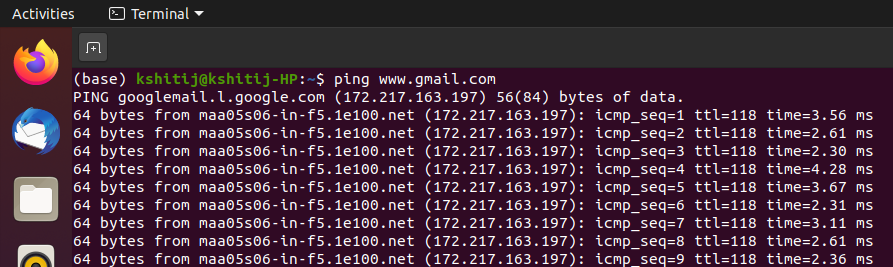 Activities
Terminal
(base) kshitij@kshitij-HP:~$ ping www.gmail.com
PING googlemail.l.google.com (172.217.163.197) 56(84) bytes of data.
64 bytes from maa05s06-in-f5.1e100.net (172.217.163.197): icmp_seq=1 ttl=118 time=3.56 ms
64 bytes from maa05s06-in-f5.1e100.net (172.217.163.197): icmp_seq=2 ttl=118 time=2.61 ms
64 bytes from maa05s06-in-f5.1e100.net (172.217.163.197): icmp_seq=3 ttl=118 time=2.30 ms
64 bytes from maa05s06-in-f5.1e100.net (172.217.163.197): icmp_seq=4 ttl=118 time=4.28 ms
64 bytes from maa05s06-in-f5.1e100.net (172.217.163.197): icmp_seq=5 ttl=118 time=3.67 ms
64 bytes from maa05s06-in-f5.1e100.net (172.217.163.197): icmp_seq=6 ttl=118 time=2.31 ms
64 bytes from maa05s06-in-f5.1e100.net (172.217.163.197): icmp_seq=7 ttl=118 time=3.11 ms
64 bytes from maa05s06-in-f5.1e100.net (172.217.163.197): icmp_seq=8 ttl=118 time=2.61 ms
64 bytes from maa05s06-in-f5.1e100.net (172.217.163.197): icmp_seq=9 ttl=118 time=2.36 ms